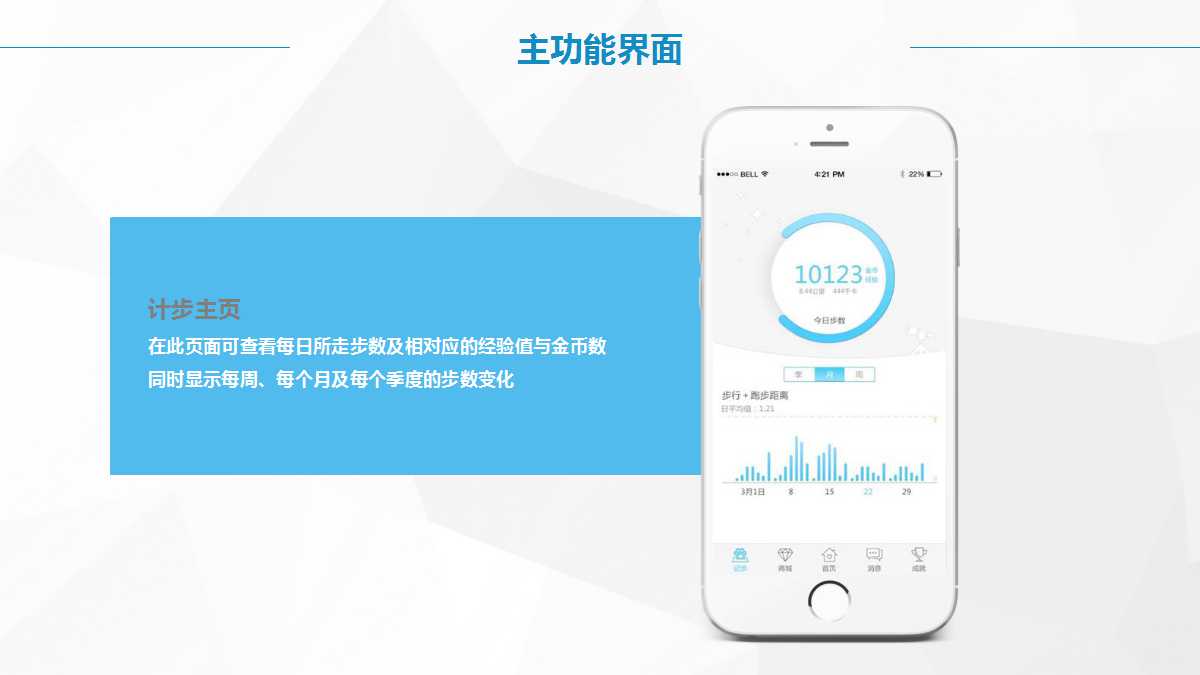 主功能界面
计步主页
在此页面可查看每日所走步数及相对应的经验值与金币数
同时显示每周、每个月及每个季度的步数变化
BELL
4:21 PM
22%
10123
金币
经验
8.44公里 444千卡
今日步数
季 月 周
步行 + 跑步距离
日平均值：1.21
3月1日 8 15 22 29
记步 商城 首页 消息 成就